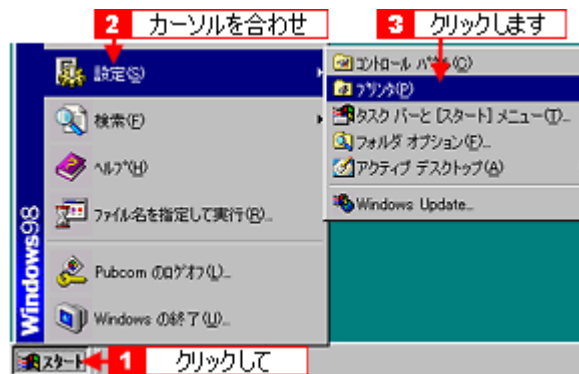 2 カーソルを合わせ
3 クリックします
設定(S)
検索(F)
ヘルプ(H)
ファイル名を指定して実行(R)...
Pubcom のログオフ(L)...
Windows の終了(U)...
Windows98
コントロール パネル(C)
プリンタ(P)
タスク バーと [スタート] メニュー(T)...
フォルダ オプション(F)...
アクティブ デスクトップ(A)
Windows Update...
スタート
1 クリックして